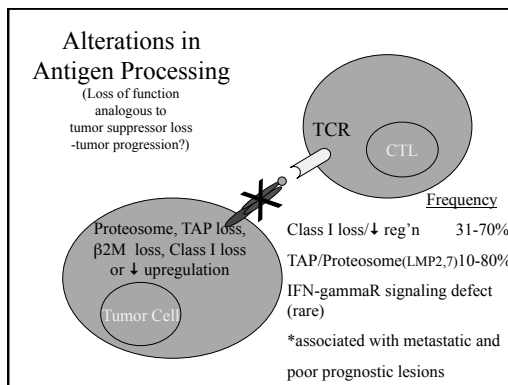 Alterations in
Antigen Processing
(Loss of function
analogous to
tumor suppressor loss
-tumor progression?)
TCR
CTL
Proteosome, TAP loss,
β2M loss, Class I loss
or ↓ upregulation
Tumor Cell
Frequency
Class I loss/↓ reg'n 31-70%
TAP/Proteosome(LMP2,7)10-80%
IFN-gammaR signaling defect
(rare)
*associated with metastatic and
poor prognostic lesions